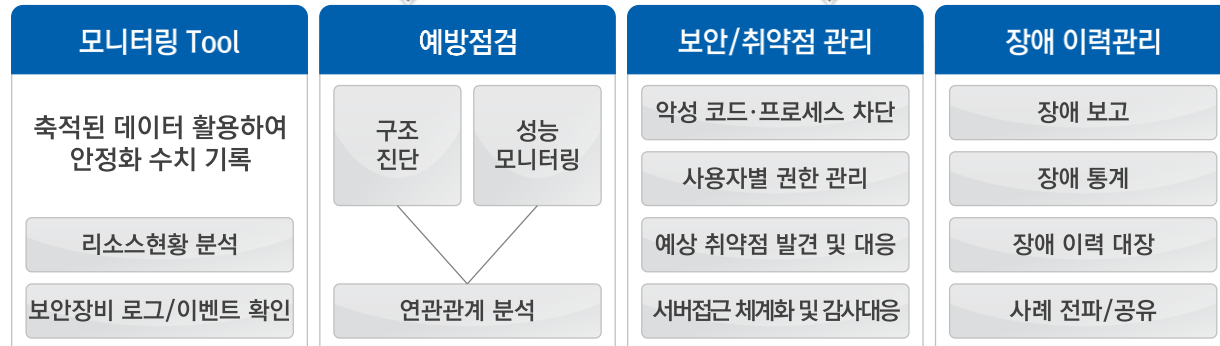 모니터링 Tool
축적된 데이터 활용하여
안정화 수치 기록
리소스현황 분석
보안장비 로그/이벤트 확인
예방점검
구조
진단
성능
모니터링
연관관계 분석
보안/취약점 관리
악성 코드·프로세스 차단
사용자별 권한 관리
예상 취약점 발견 및 대응
서버접근 체계화 및 감사대응
장애 이력관리
장애 보고
장애 통계
장애 이력 대장
사례 전파/공유